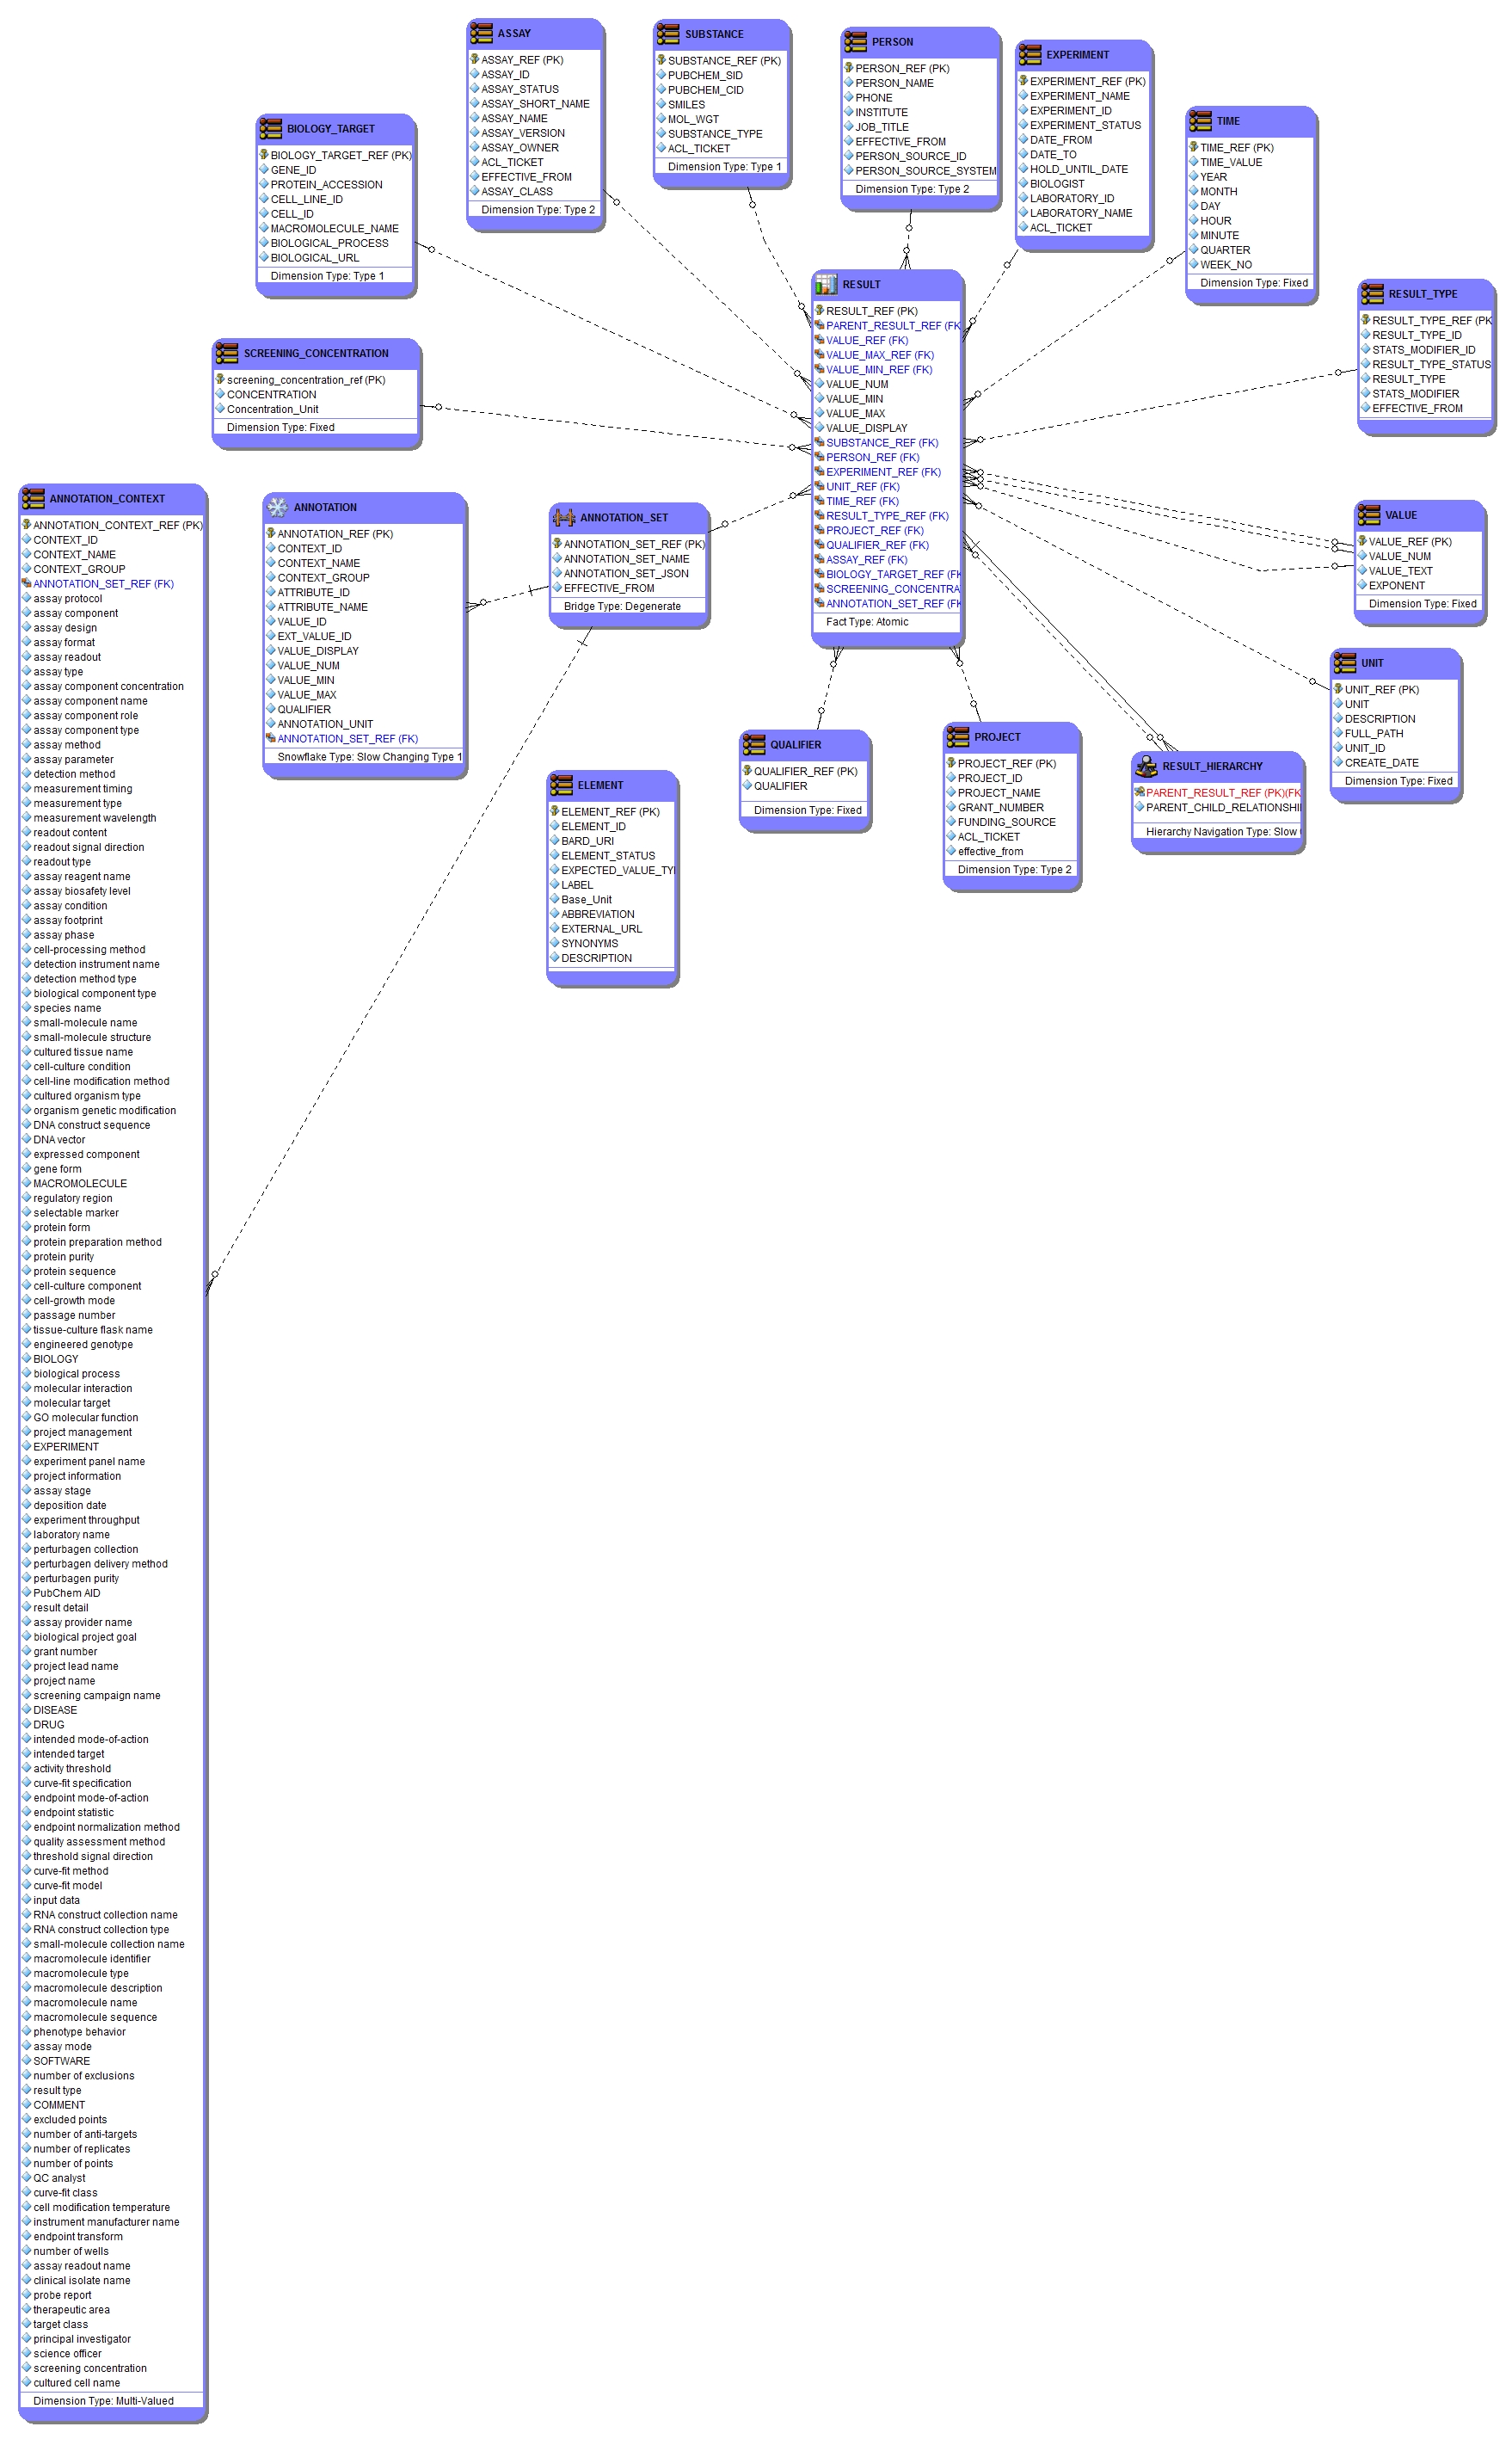 ASSAY
ASSAY_REF (PK)
ASSAY_ID
ASSAY_STATUS
ASSAY_SHORT_NAME
ASSAY_NAME
ASSAY_VERSION
ASSAY_OWNER
ACL_TICKET
EFFECTIVE_FROM
ASSAY_CLASS
Dimension Type: Type 2
SUBSTANCE
SUBSTANCE_REF (PK)
PUBCHEM_SID
PUBCHEM_CID
SMILES
MOL_WGT
SUBSTANCE_TYPE
ACL_TICKET
Dimension Type: Type 1
PERSON
PERSON_REF (PK)
PERSON_NAME
PHONE
INSTITUTE
JOB_TITLE
EFFECTIVE_FROM
PERSON_SOURCE_ID
PERSON_SOURCE_SYSTEM
Dimension Type: Type 2
EXPERIMENT
EXPERIMENT_REF (PK)
EXPERIMENT_NAME
EXPERIMENT_ID
EXPERIMENT_STATUS
DATE_FROM
DATE_TO
HOLD_UNTIL_DATE
BIOLOGIST
LABORATORY_ID
LABORATORY_NAME
ACL_TICKET
TIME
TIME_REF (PK)
TIME_VALUE
YEAR
MONTH
DAY
HOUR
MINUTE
QUARTER
WEEK_NO
Dimension Type: Fixed
BIOLOGY_TARGET
BIOLOGY_TARGET_REF (PK)
GENE_ID
PROTEIN_ACCESSION
CELL_LINE_ID
CELL_ID
MACROMOLECULE_NAME
BIOLOGICAL_PROCESS
BIOLOGICAL_URL
Dimension Type: Type 1
RESULT
RESULT_REF (PK)
PARENT_RESULT_REF (FK
VALUE_REF (FK)
VALUE_MAX_REF (FK)
VALUE_MIN_REF (FK)
VALUE_NUM
VALUE_MIN
VALUE_MAX
VALUE_DISPLAY
SUBSTANCE_REF (FK)
PERSON_REF (FK)
EXPERIMENT_REF (FK)
UNIT_REF (FK)
TIME_REF (FK)
RESULT_TYPE_REF (FK)
PROJECT_REF (FK)
QUALIFIER_REF (FK)
ASSAY_REF (FK)
BIOLOGY_TARGET_REF (FK
SCREENING_CONCENTRA
ANNOTATION_SET_REF (FK
Fact Type: Atomic
RESULT_TYPE
RESULT_TYPE_REF (PK
RESULT_TYPE_ID
STATS_MODIFIER_ID
RESULT_TYPE_STATUS
RESULT_TYPE
STATS_MODIFIER
EFFECTIVE_FROM
SCREENING_CONCENTRATION
screening_concentration_ref (PK)
CONCENTRATION
Concentration_Unit
Dimension Type: Fixed
ANNOTATION_CONTEXT
ANNOTATION_CONTEXT_REF (PK)
CONTEXT_ID
CONTEXT_NAME
CONTEXT_GROUP
ANNOTATION_SET_REF (FK)
assay protocol
assay component
assay design
assay format
assay readout
assay type
assay component concentration
assay component name
assay component role
assay component type
assay method
assay parameter
detection method
measurement timing
measurement type
measurement wavelength
readout content
readout signal direction
readout type
assay reagent name
assay biosafety level
assay condition
assay footprint
assay phase
cell-processing method
detection instrument name
detection method type
biological component type
species name
small-molecule name
small-molecule structure
cultured tissue name
cell-culture condition
cell-line modification method
cultured organism type
organism genetic modification
DNA construct sequence
DNA vector
expressed component
gene form
MACROMOLECULE
regulatory region
selectable marker
protein form
protein preparation method
protein purity
protein sequence
cell-culture component
cell-growth mode
passage number
tissue-culture flask name
engineered genotype
BIOLOGY
biological process
molecular interaction
molecular target
GO molecular function
project management
EXPERIMENT
experiment panel name
project information
assay stage
deposition date
experiment throughput
laboratory name
perturbagen collection
perturbagen delivery method
perturbagen purity
PubChem AID
result detail
assay provider name
biological project goal
grant number
project lead name
project name
screening campaign name
DISEASE
DRUG
intended mode-of-action
intended target
activity threshold
curve-fit specification
endpoint mode-of-action
endpoint statistic
endpoint normalization method
quality assessment method
threshold signal direction
curve-fit method
curve-fit model
input data
RNA construct collection name
RNA construct collection type
small-molecule collection name
macromolecule identifier
macromolecule type
macromolecule description
macromolecule name
macromolecule sequence
phenotype behavior
assay mode
SOFTWARE
number of exclusions
result type
COMMENT
excluded points
number of anti-targets
number of replicates
number of points
QC analyst
curve-fit class
cell modification temperature
instrument manufacturer name
endpoint transform
number of wells
assay readout name
clinical isolate name
probe report
therapeutic area
target class
principal investigator
science officer
screening concentration
cultured cell name
Dimension Type: Multi-Valued
ANNOTATION
ANNOTATION_REF (PK)
CONTEXT_ID
CONTEXT_NAME
CONTEXT_GROUP
ATTRIBUTE_ID
ATTRIBUTE_NAME
VALUE_ID
EXT_VALUE_ID
VALUE_DISPLAY
VALUE_NUM
VALUE_MIN
VALUE_MAX
QUALIFIER
ANNOTATION_UNIT
ANNOTATION_SET_REF (FK)
Snowflake Type: Slow Changing Type 1
ANNOTATION_SET
ANNOTATION_SET_REF (PK)
ANNOTATION_SET_NAME
ANNOTATION_SET_JSON
EFFECTIVE_FROM
Bridge Type: Degenerate
VALUE
VALUE_REF (PK)
VALUE_NUM
VALUE_TEXT
EXPONENT
Dimension Type: Fixed
UNIT
UNIT_REF (PK)
UNIT
DESCRIPTION
FULL_PATH
UNIT_ID
CREATE_DATE
Dimension Type: Fixed
QUALIFIER
QUALIFIER_REF (PK)
QUALIFIER
Dimension Type: Fixed
PROJECT
PROJECT_REF (PK)
PROJECT_ID
PROJECT_NAME
GRANT_NUMBER
FUNDING_SOURCE
ACL_TICKET
effective_from
Dimension Type: Type 2
RESULT_HIERARCHY
PARENT_RESULT_REF (PK)(FK
PARENT_CHILD_RELATIONSHI
Hierarchy Navigation Type: Slow
ELEMENT
ELEMENT_REF (PK)
ELEMENT_ID
BARD_URI
ELEMENT_STATUS
EXPECTED_VALUE_TY
LABEL
Base_Unit
ABBREVIATION
EXTERNAL_URL
SYNONYMS
DESCRIPTION